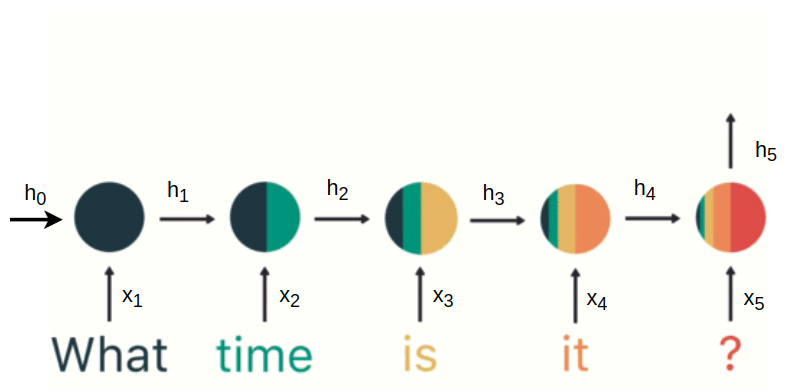 h₅
h₀ h₁ h₂ h₃ h₄
x₁ x₂ x₃ x₄ x₅
What time is it ?